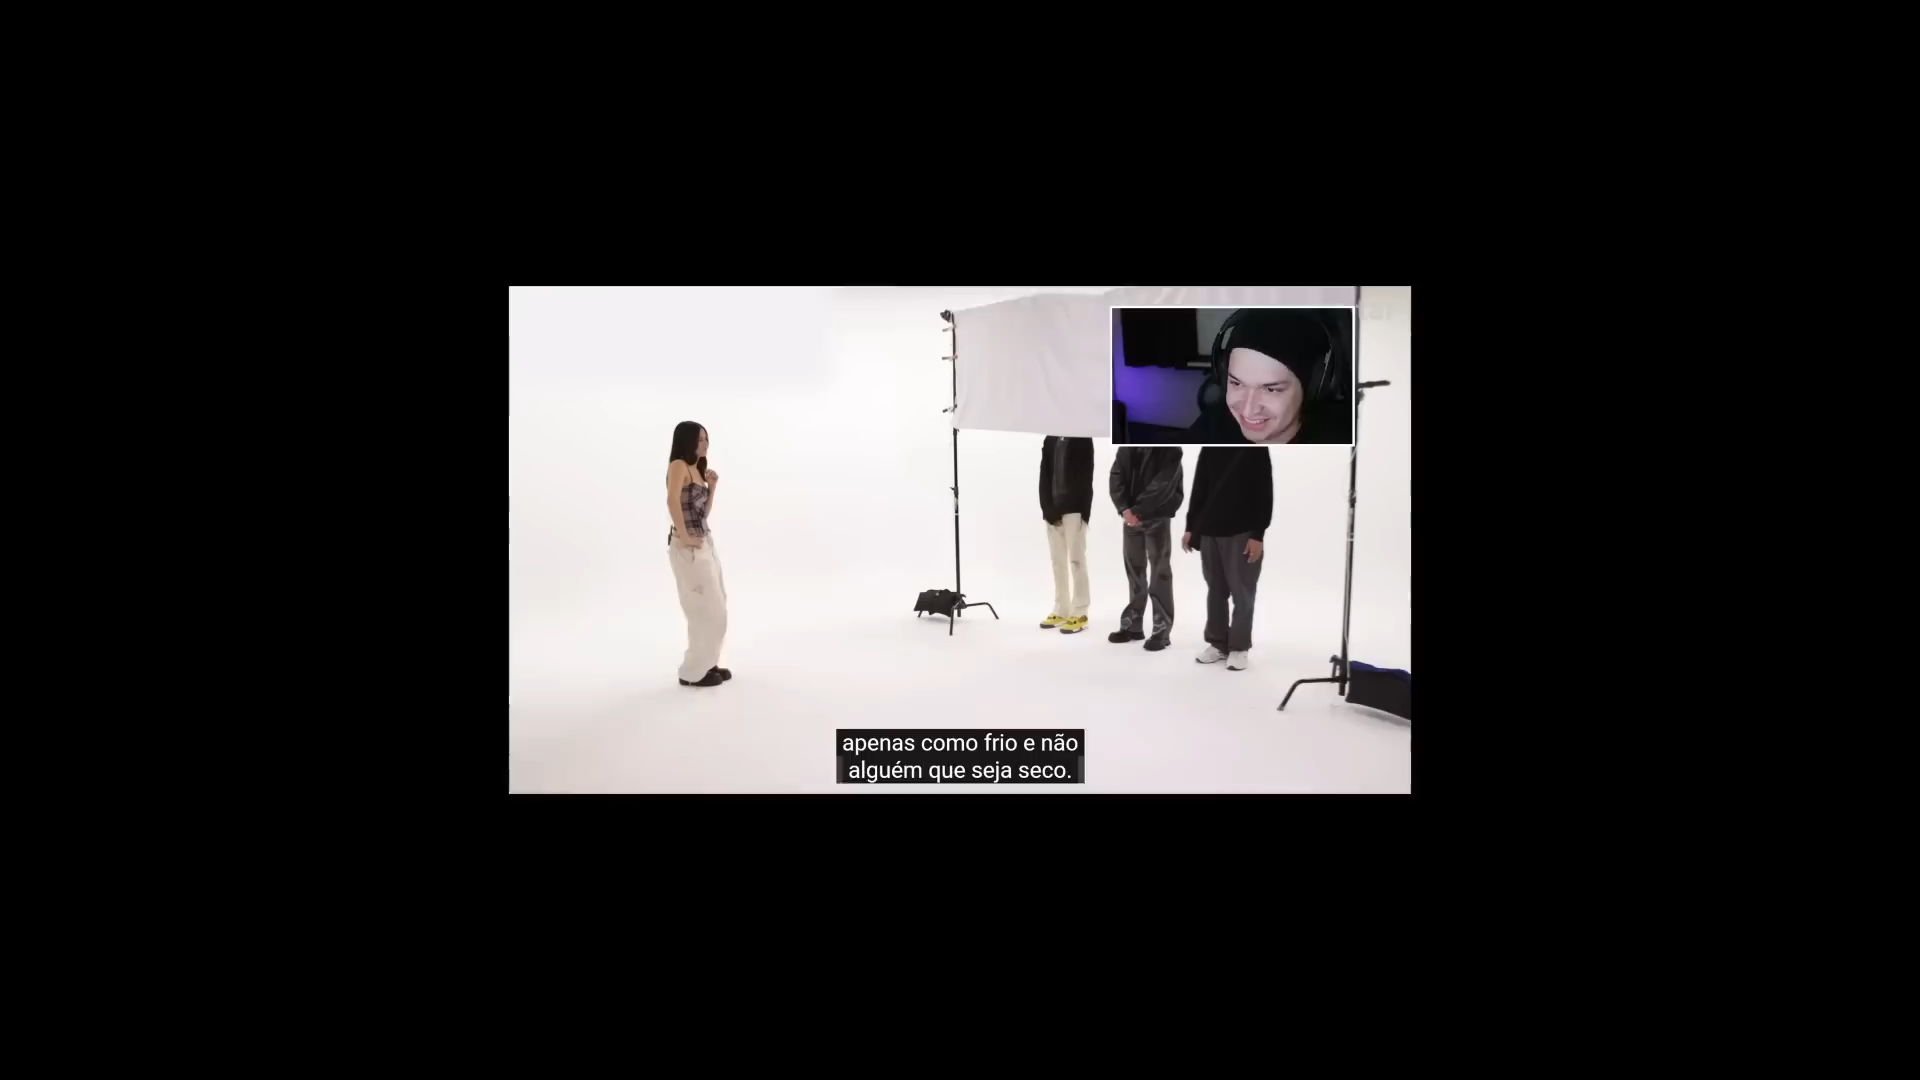 apenas como frio e não
alguém que seja seco.